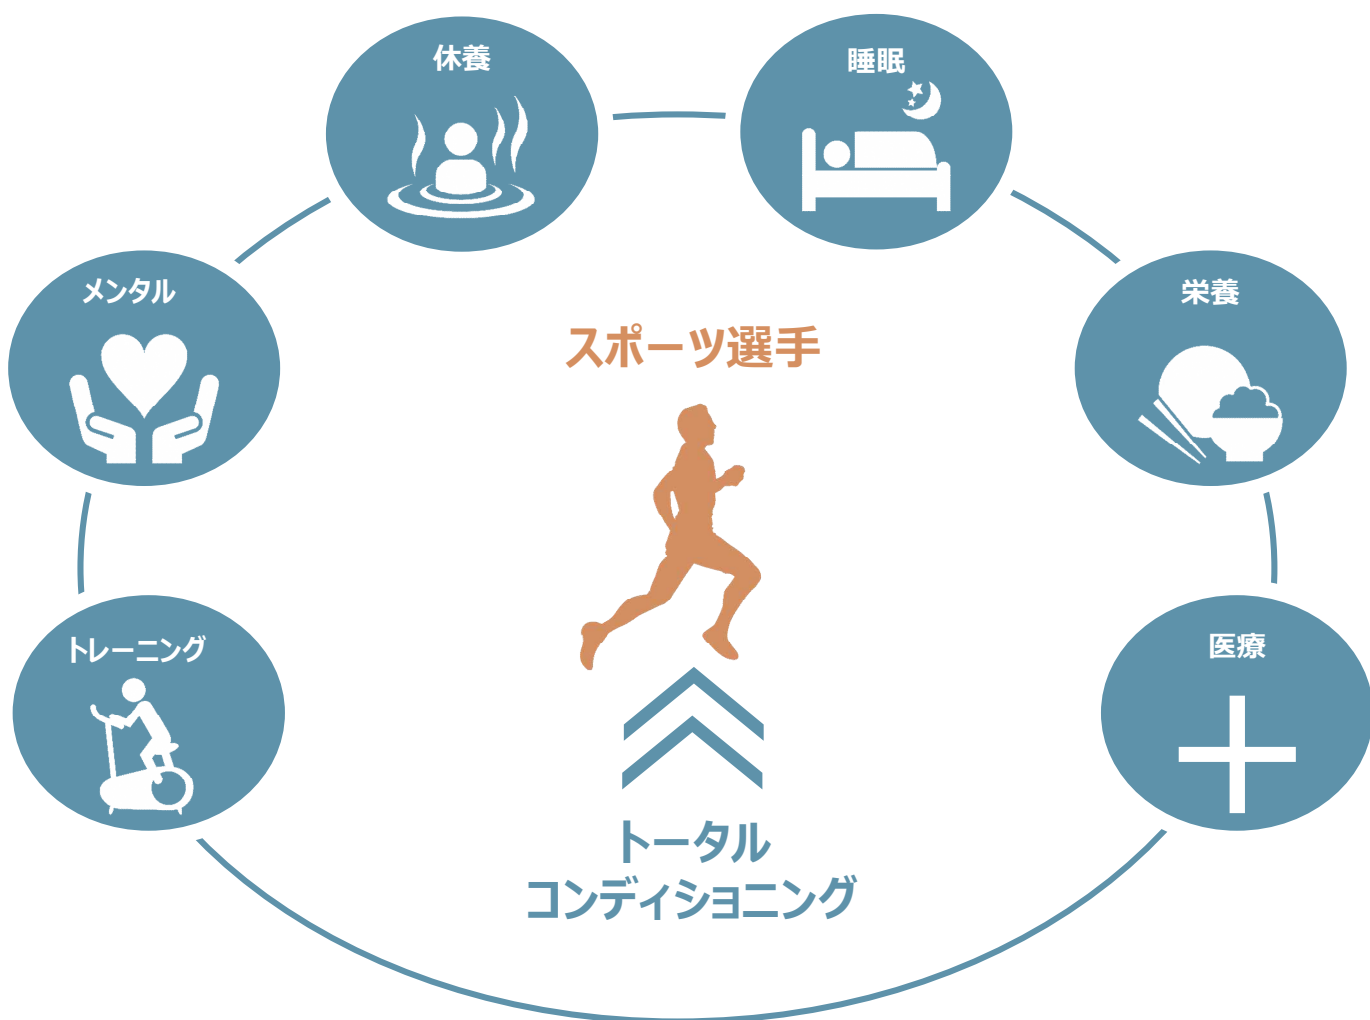 休養
睡眠
メンタル
栄養
スポーツ選手
トレーニング
医療
トータル
コンディショニング